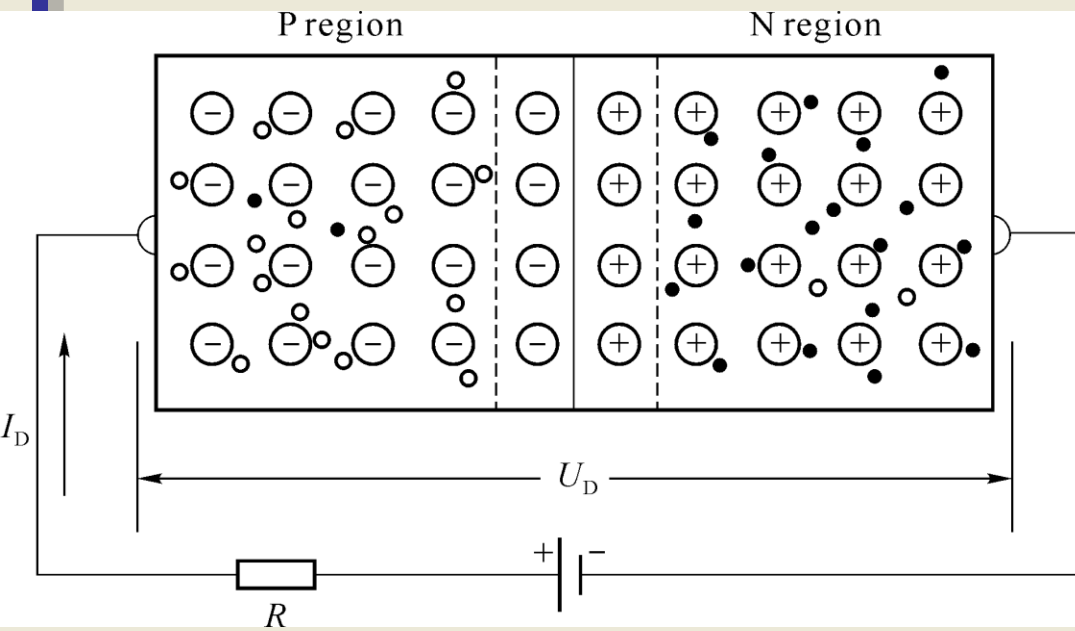 P region
N region
− − − − − + + + + +
− − − − − + + + + +
− − − − − + + + + +
− − − − − + + + + +
I_D
U_D
+ −
R